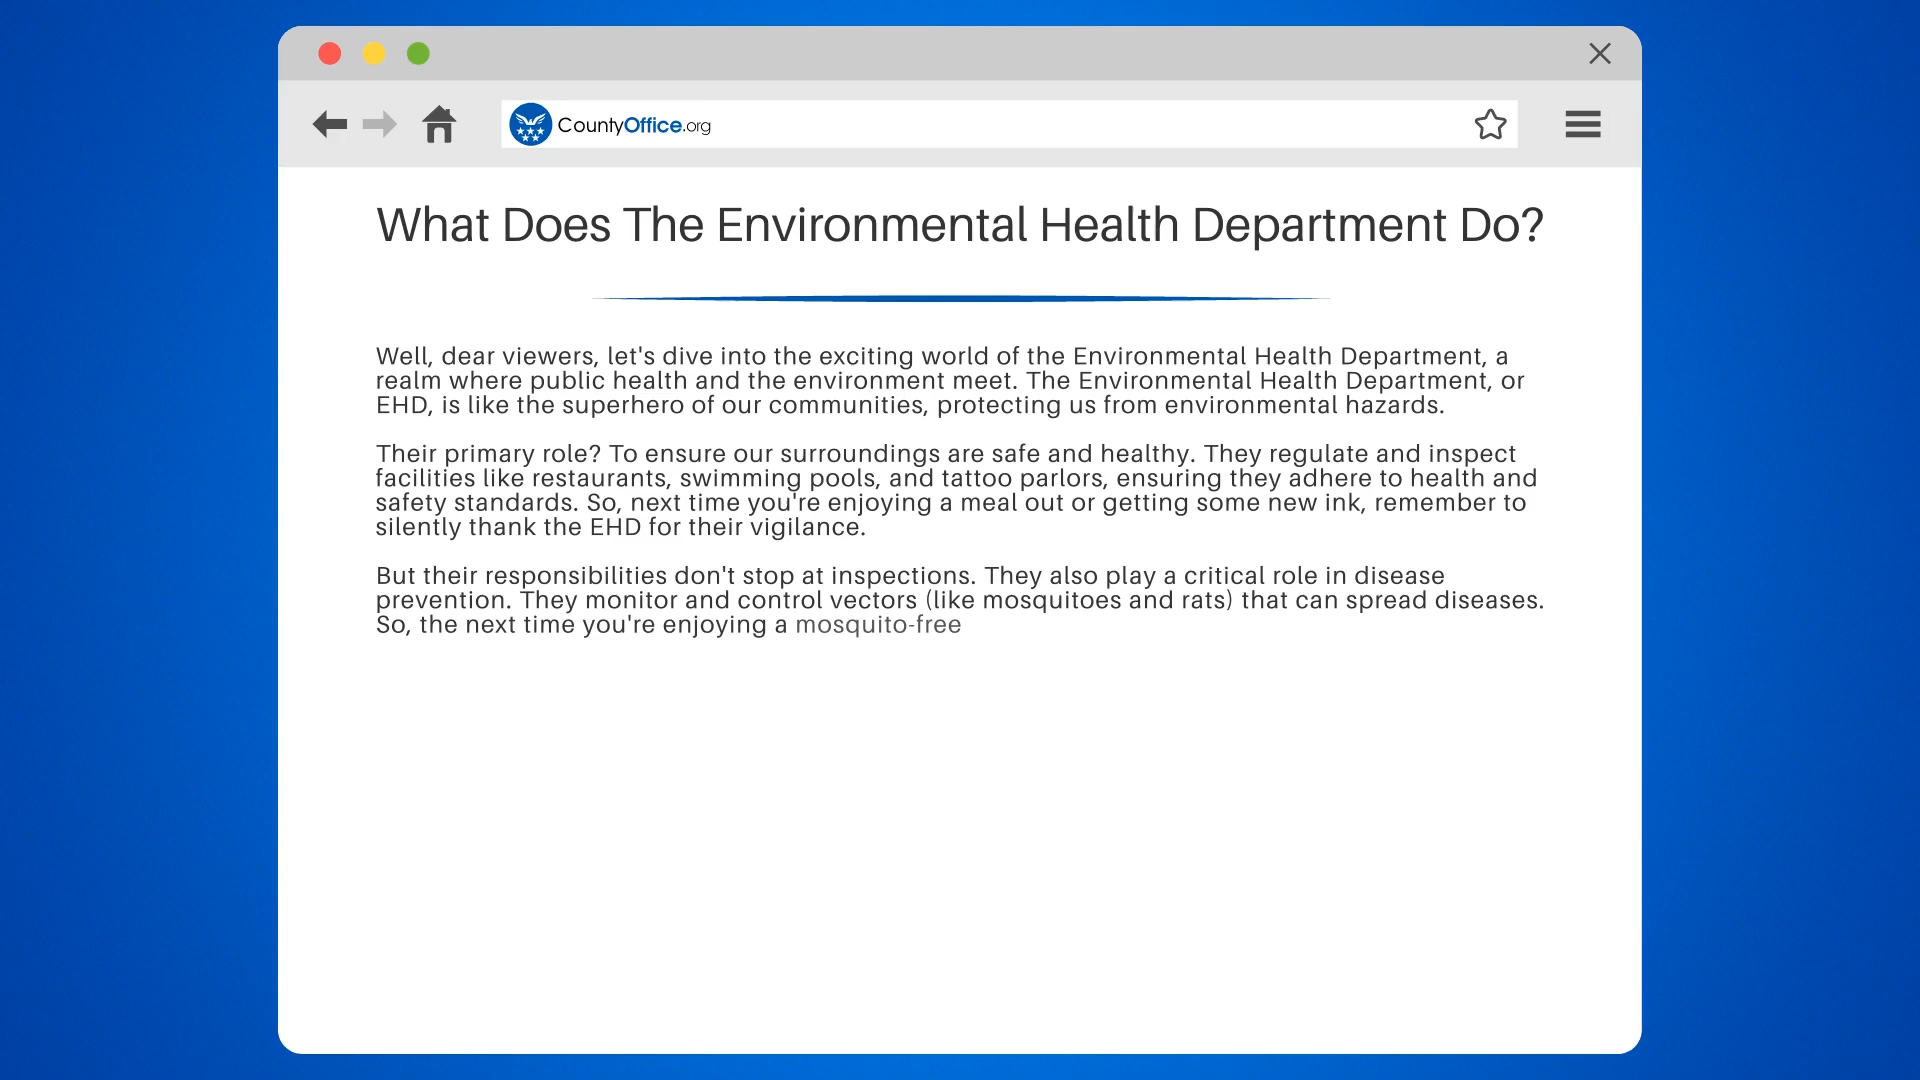 CountyOffice.org
What Does The Environmental Health Department Do?
Well, dear viewers, let's dive into the exciting world of the Environmental Health Department, a
realm where public health and the environment meet. The Environmental Health Department, or
EHD, is like the superhero of our communities, protecting us from environmental hazards.
Their primary role? To ensure our surroundings are safe and healthy. They regulate and inspect
facilities like restaurants, swimming pools, and tattoo parlors, ensuring they adhere to health and
safety standards. So, next time you're enjoying a meal out or getting some new ink, remember to
silently thank the EHD for their vigilance.
But their responsibilities don't stop at inspections. They also play a critical role in disease
prevention. They monitor and control vectors (like mosquitoes and rats) that can spread diseases.
So, the next time you're enjoying a mosquito-free